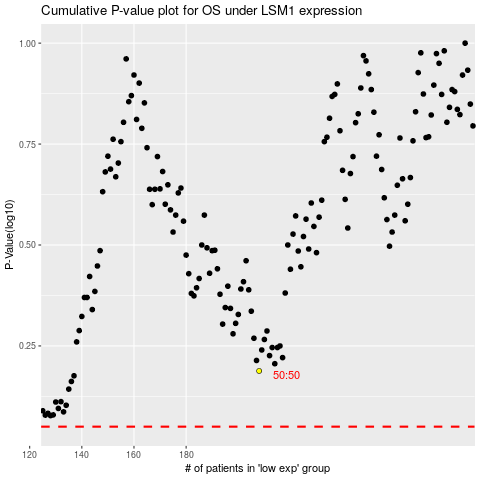 Cumulative P-value plot for OS under LSM1 expression
1.00
0.75
0.50
0.25
P-Value(log10)
50:50
120 140 160 180
# of patients in 'low exp' group